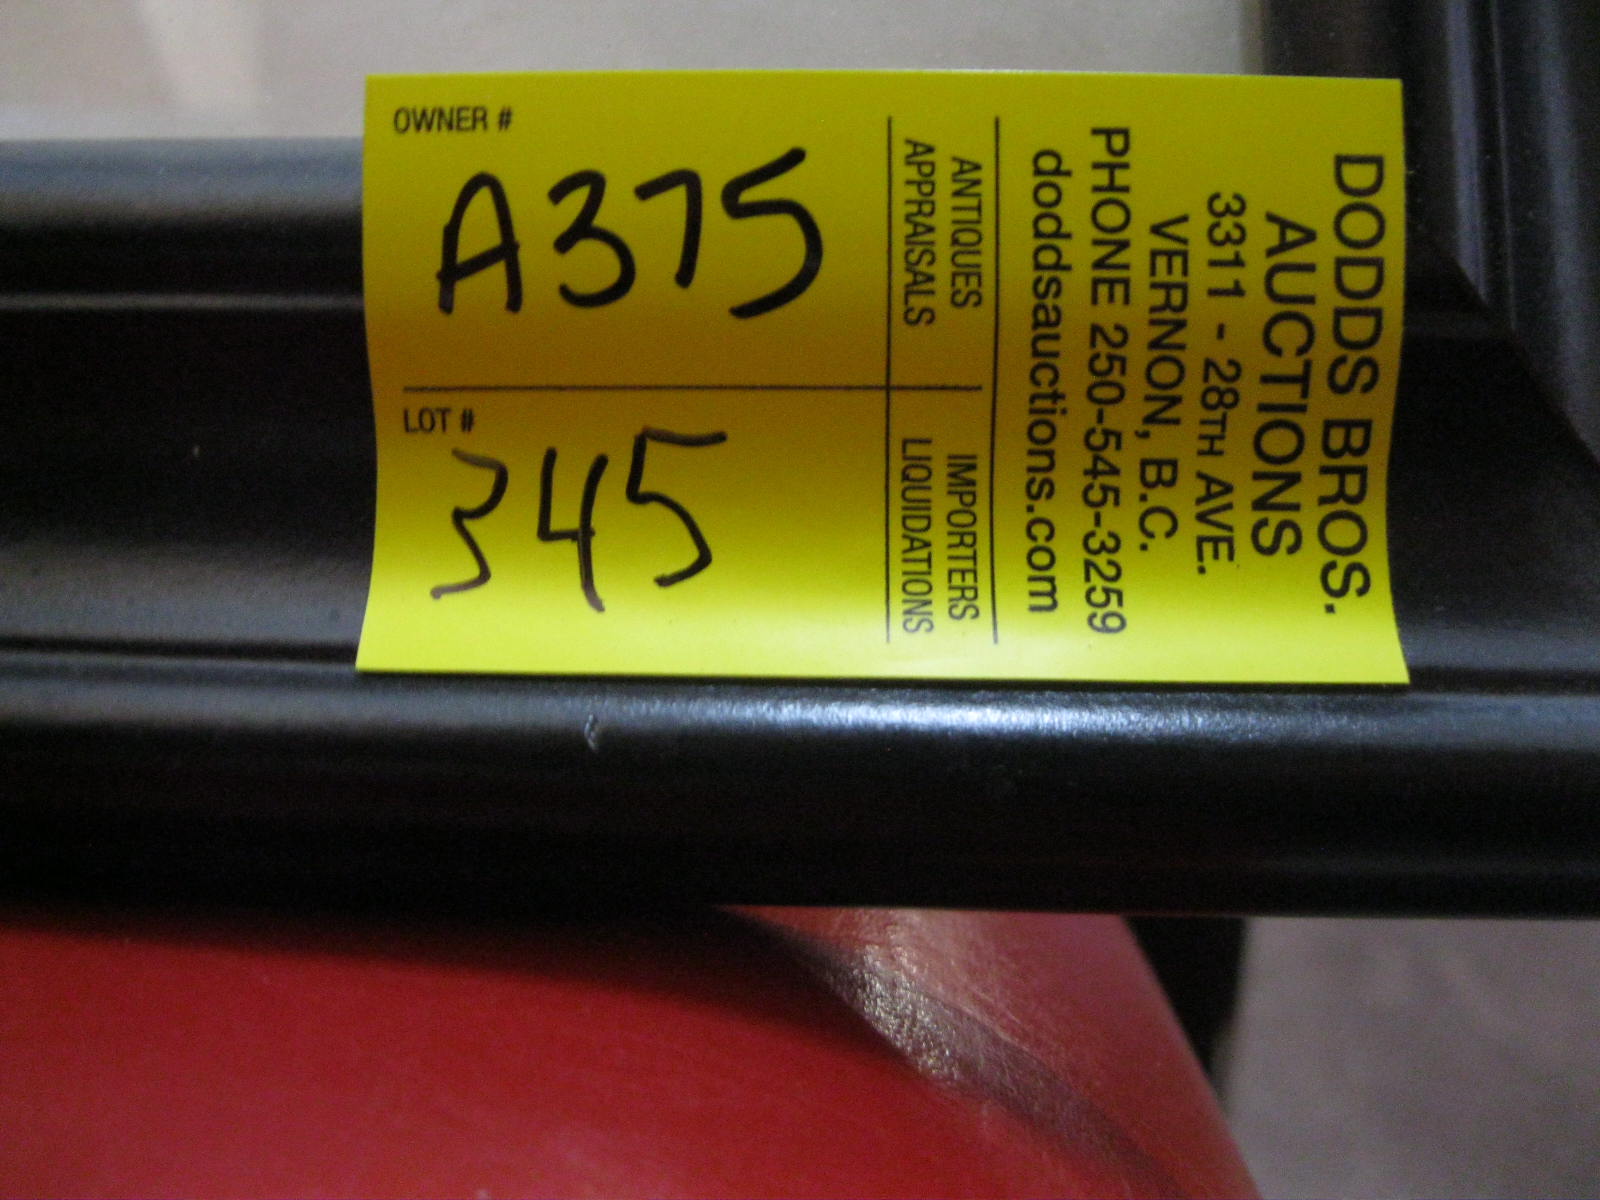 OWNER #
A375
LOT #
345
DODDS BROS.
AUCTIONS
3311 - 28TH AVE.
VERNON, B.C.
PHONE 250-545-3259
doddsauctions.com
ANTIQUES IMPORTERS
APPRAISALS LIQUIDATIONS